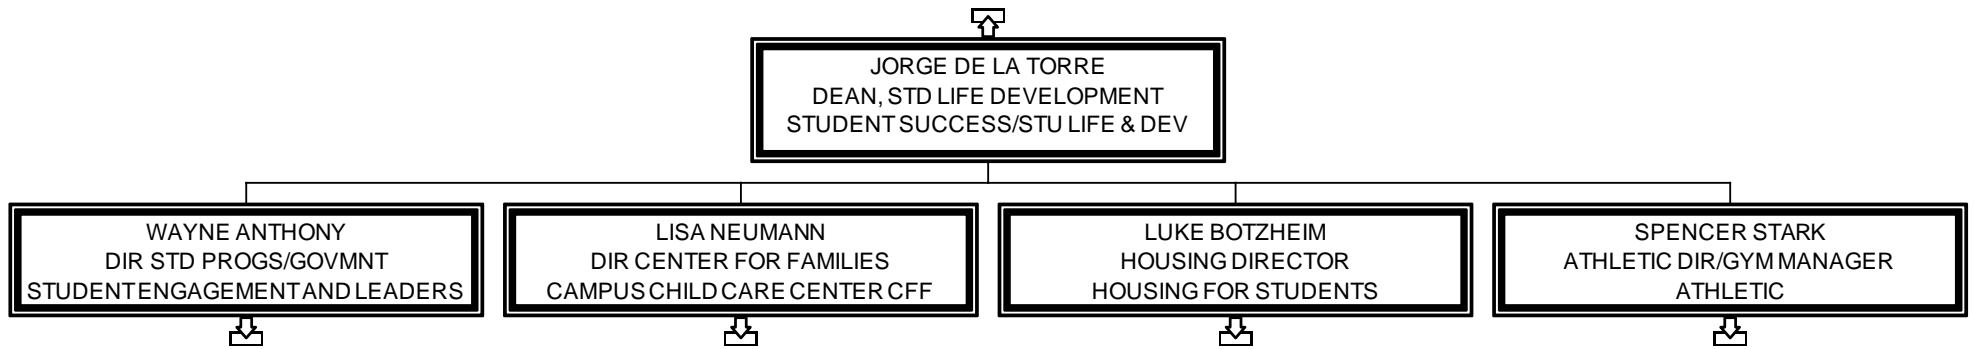 JORGE DE LA TORRE
DEAN, STD LIFE DEVELOPMENT
STUDENT SUCCESS/STU LIFE & DEV
WAYNE ANTHONY
DIR STD PROGS/GOVMNT
STUDENT ENGAGEMENT AND LEADERS
LISA NEUMANN
DIR CENTER FOR FAMILIES
CAMPUS CHILD CARE CENTER CFF
LUKE BOTZHEIM
HOUSING DIRECTOR
HOUSING FOR STUDENTS
SPENCER STARK
ATHLETIC DIR/GYM MANAGER
ATHLETIC